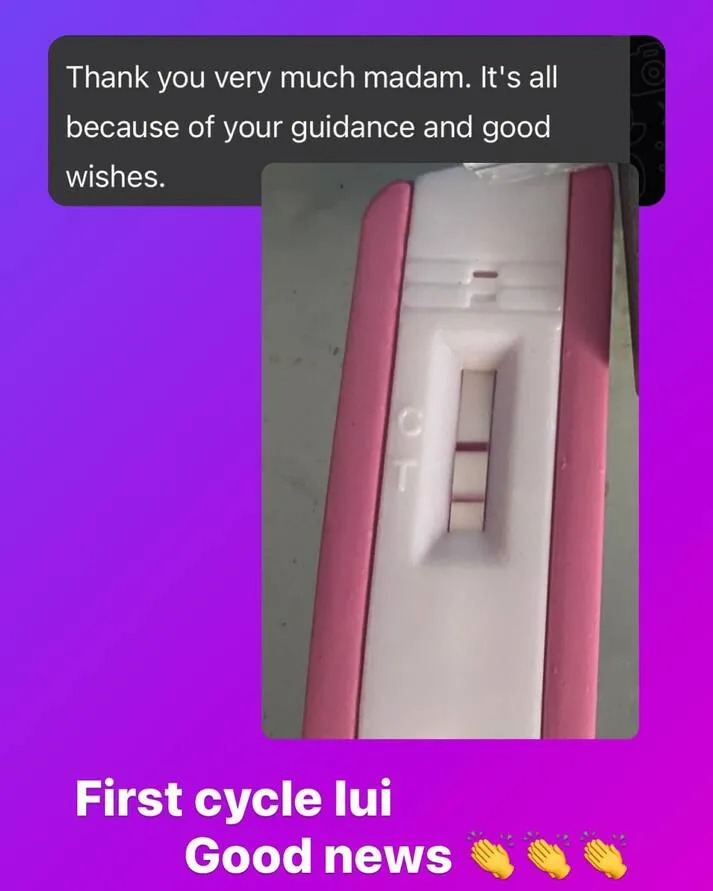 Thank you very much madam. It's all
because of your guidance and good
wishes.
C
T
First cycle lui
Good news 👏👏👏